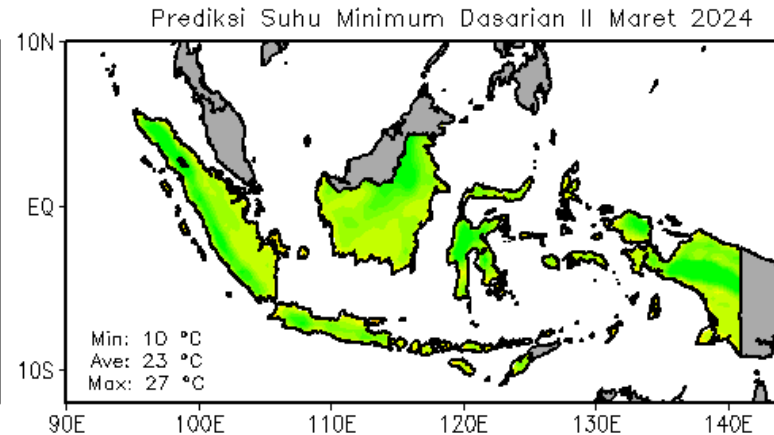 Prediksi Suhu Minimum Dasarian II Maret 2024
10N
EQ
10S
Min: 10 °C
Ave: 23 °C
Max: 27 °C
90E 100E 110E 120E 130E 140E